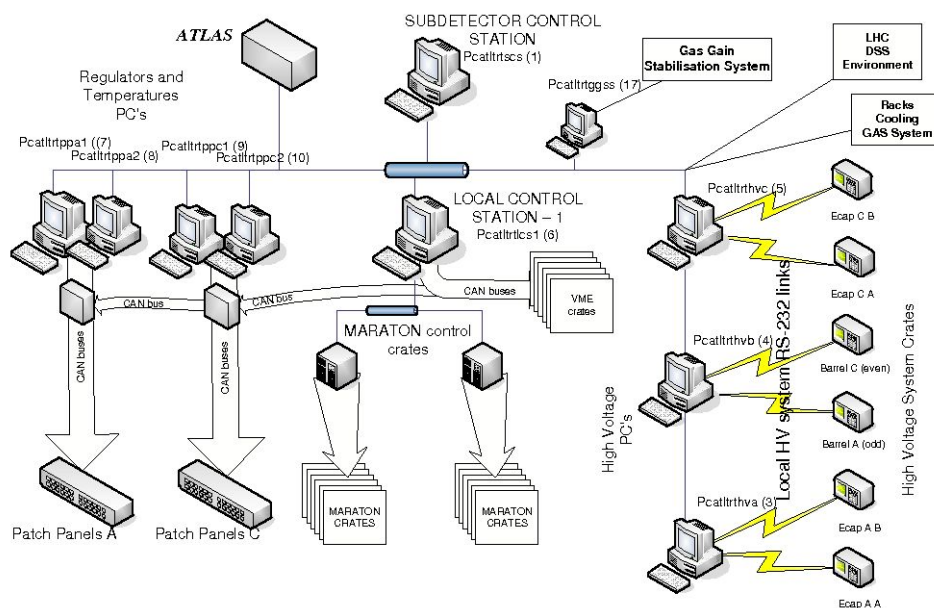 ATLAS
SUBDETECTOR CONTROL
STATION
Pcatltrtscs (1)
Gas Gain
Stabilisation System
LHC
DSS
Environment
Regulators and
Temperatures
PC's
Pcatltrtggss (17)
Racks
Cooling
GAS System
Pcatltrtppa1 ((7)
Pcatltrtppa2 (8)
Pcatltrtppc1 (9)
Pcatltrtppc2 (10)
Pcatltrthvc (5)
Ecap C B
LOCAL CONTROL
STATION – 1
Pcatltrtlcs1 (6)
CAN bus
CAN bus
CAN buses
VME
crates
Ecap C A
MARATON control
crates
CAN buses
CAN buses
Pcatltrthvb (4)
Barrel C (even)
High Voltage
PC's
Local HV system RS-232 links
High Voltage System Crates
Barrel A (odd)
Pcatltrthva (3)
Ecap A B
MARATON
CRATES
MARATON
CRATES
Patch Panels A
Patch Panels C
Ecap A A